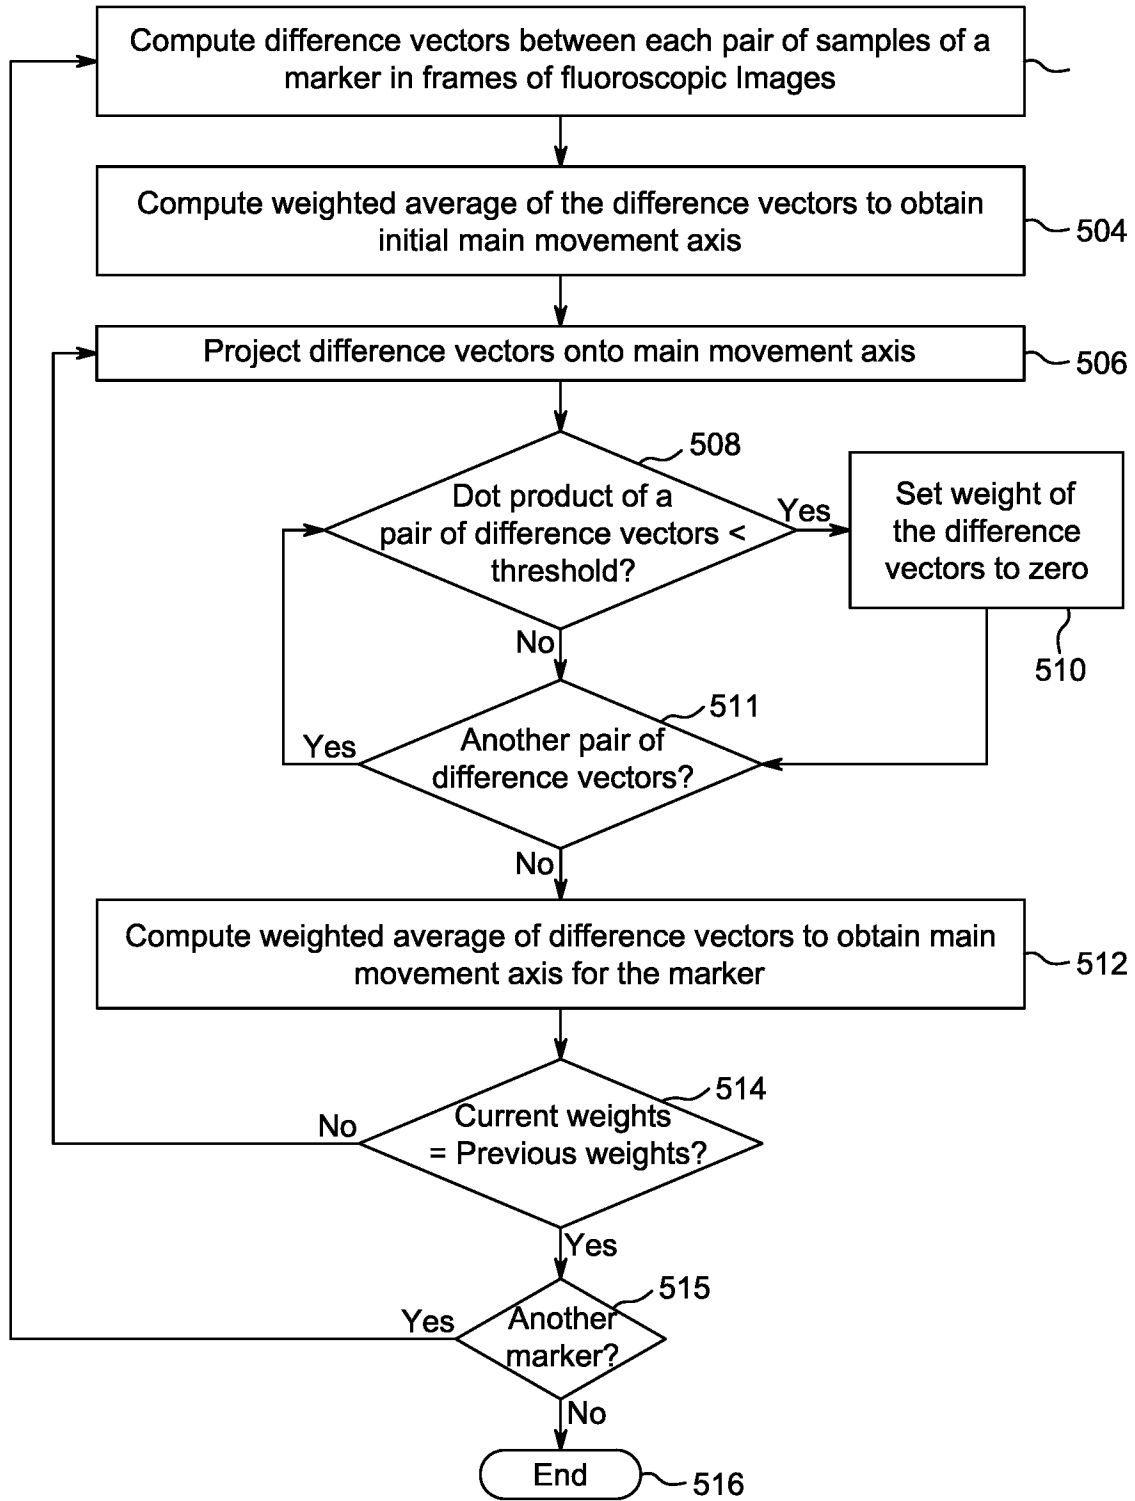 Compute difference vectors between each pair of samples of a
marker in frames of fluoroscopic Images
Compute weighted average of the difference vectors to obtain
initial main movement axis
504
Project difference vectors onto main movement axis
506
508
Dot product of a
pair of difference vectors <
threshold?
Yes
Set weight of
the difference
vectors to zero
510
No
511
Another pair of
difference vectors?
Yes
No
Compute weighted average of difference vectors to obtain main
movement axis for the marker
512
514
Current weights
= Previous weights?
No
Yes
515
Another
marker?
Yes
No
End
516